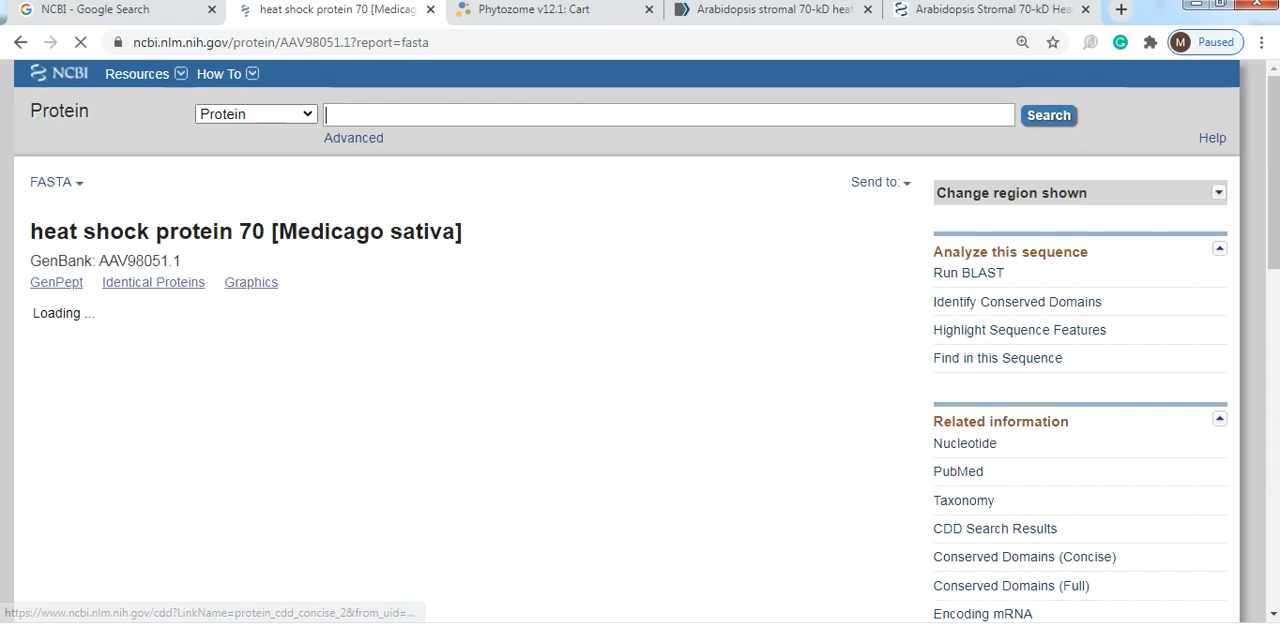 NCBI - Google Search
heat shock protein 70 [Medicag
Phytozome v12.1: Cart
Arabidopsis stromal 70-kD heat
Arabidopsis Stromal 70-kD Hea
ncbi.nlm.nih.gov/protein/AAV98051.1?report=fasta
M Paused
NCBI Resources How To
Protein
Protein
Search
Advanced
Help
FASTA
Send to:
Change region shown
heat shock protein 70 [Medicago sativa]
GenBank: AAV98051.1
GenPept Identical Proteins Graphics
Loading ...
Analyze this sequence
Run BLAST
Identify Conserved Domains
Highlight Sequence Features
Find in this Sequence
Related information
Nucleotide
PubMed
Taxonomy
CDD Search Results
Conserved Domains (Concise)
Conserved Domains (Full)
Encoding mRNA
https://www.ncbi.nlm.nih.gov/cdd?LinkName=protein_cdd_concise_2&from_uid=...